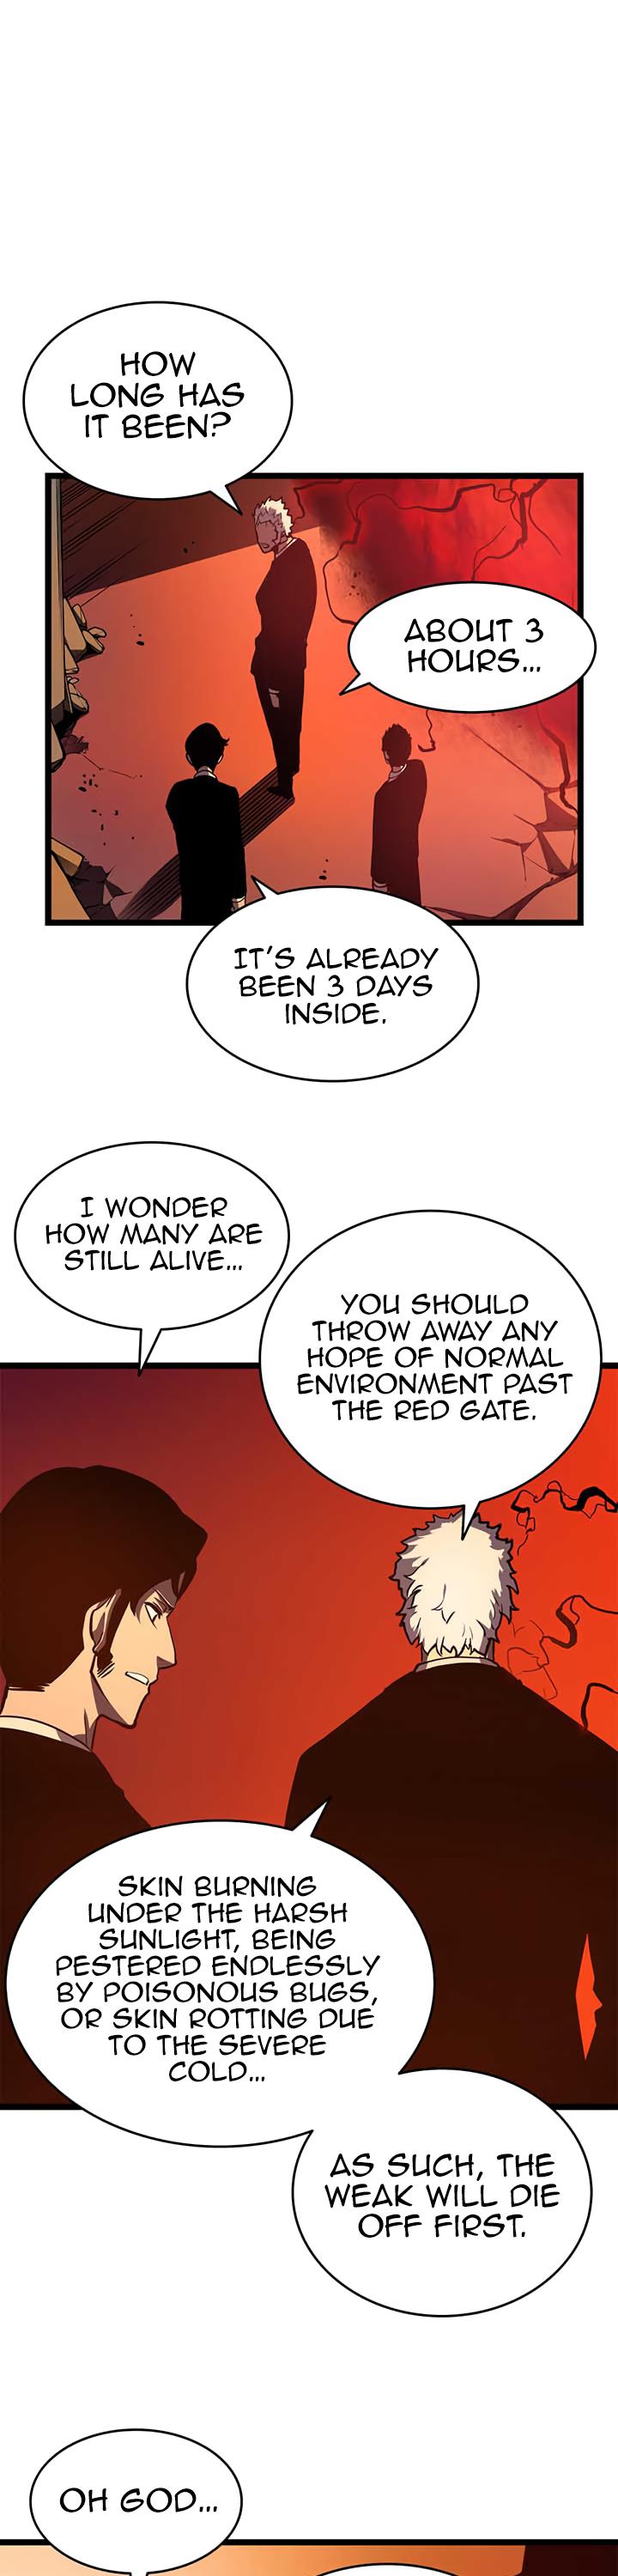 HOW
LONG HAS
IT BEEN?
ABOUT 3
HOURS...
IT'S ALREADY
BEEN 3 DAYS
INSIDE.
I WONDER
HOW MANY ARE
STILL ALIVE...
YOU SHOULD
THROW AWAY ANY
HOPE OF NORMAL
ENVIRONMENT PAST
THE RED GATE.
SKIN BURNING
UNDER THE HARSH
SUNLIGHT, BEING
PESTERED ENDLESSLY
BY POISONOUS BUGS,
OR SKIN ROTTING DUE
TO THE SEVERE
COLD...
AS SUCH, THE
WEAK WILL DIE
OFF FIRST.
OH GOD...